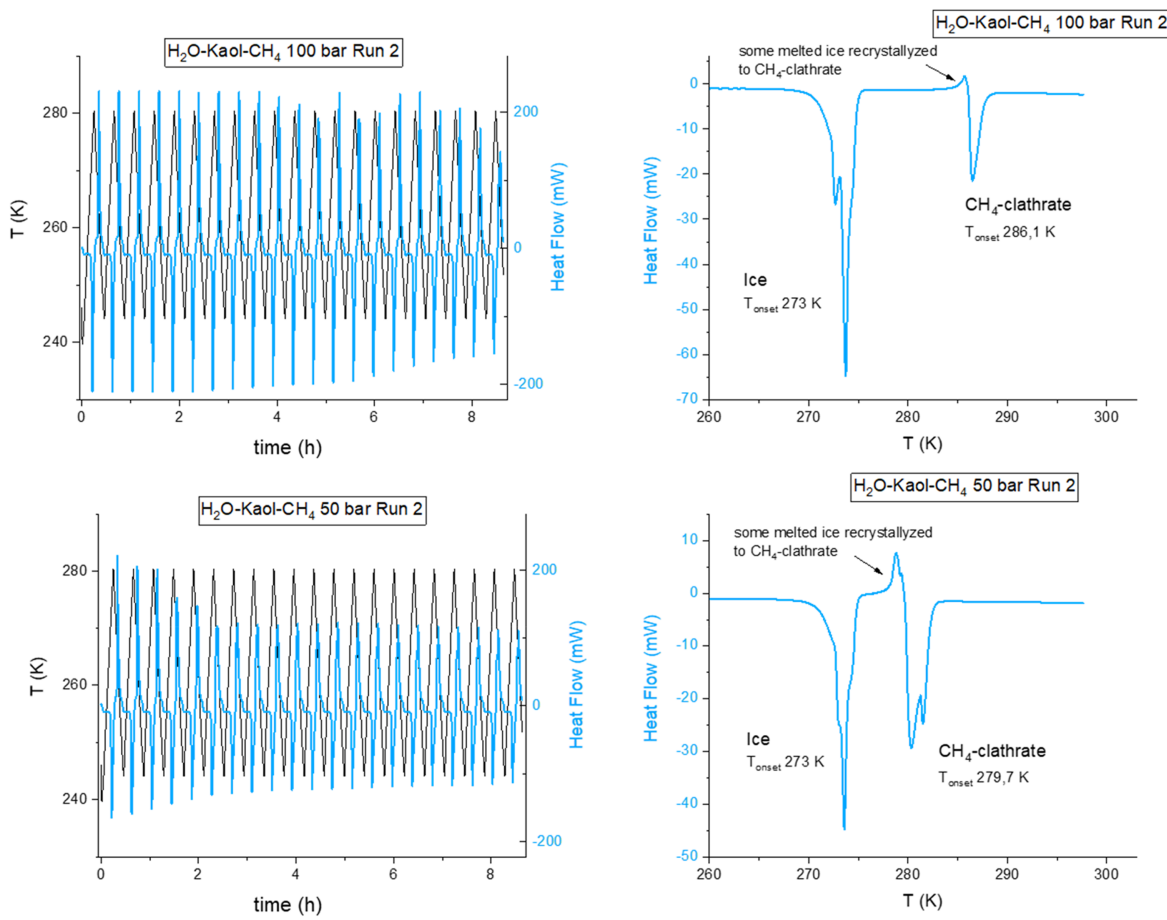 H₂O-Kaol-CH₄ 100 bar Run 2
280
260
240
T (K)
200
0
-200
Heat Flow (mW)
0
2
4
6
8
time (h)
H₂O-Kaol-CH₄ 100 bar Run 2
some melted ice recrystallyzed
to CH₄-clathrate
0
-10
-20
-30
-40
-50
-60
-70
Heat Flow (mW)
CH₄-clathrate
Tonset 286,1 K
Ice
Tonset 273 K
260
270
280
290
300
T (K)
H₂O-Kaol-CH₄ 50 bar Run 2
280
260
240
T (K)
200
0
-200
Heat Flow (mW)
0
2
4
6
8
time (h)
H₂O-Kaol-CH₄ 50 bar Run 2
some melted ice recrystallyzed
to CH₄-clathrate
10
0
-10
-20
-30
-40
-50
Heat Flow (mW)
Ice
Tonset 273 K
CH₄-clathrate
Tonset 279,7 K
260
270
280
290
300
T (K)